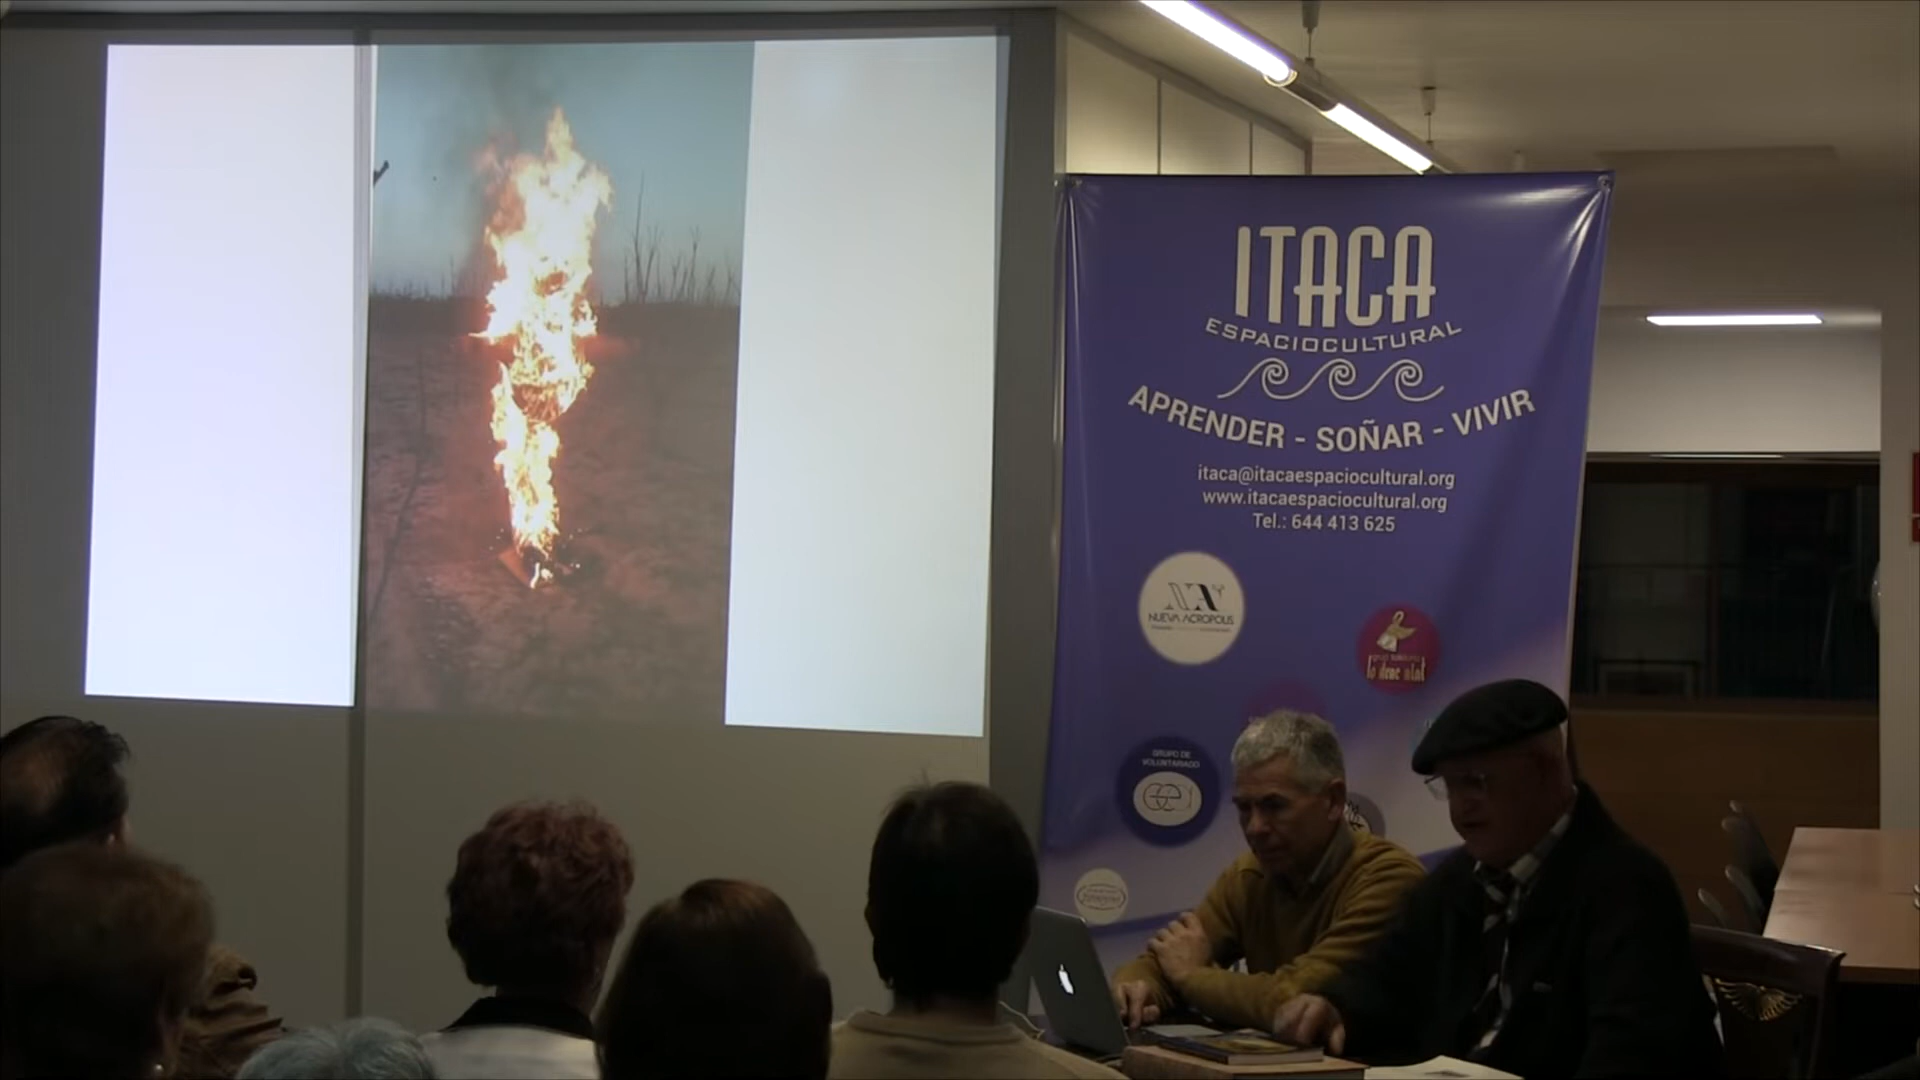 ITACA
ESPACIOCULTURAL
APRENDER - SOÑAR - VIVIR
itaca@itacaespaciocultural.org
www.itacaespaciocultural.org
Tel.: 644 413 625
NUEVA ACROPOLIS
GRUPO DE
VOLUNTARIADO